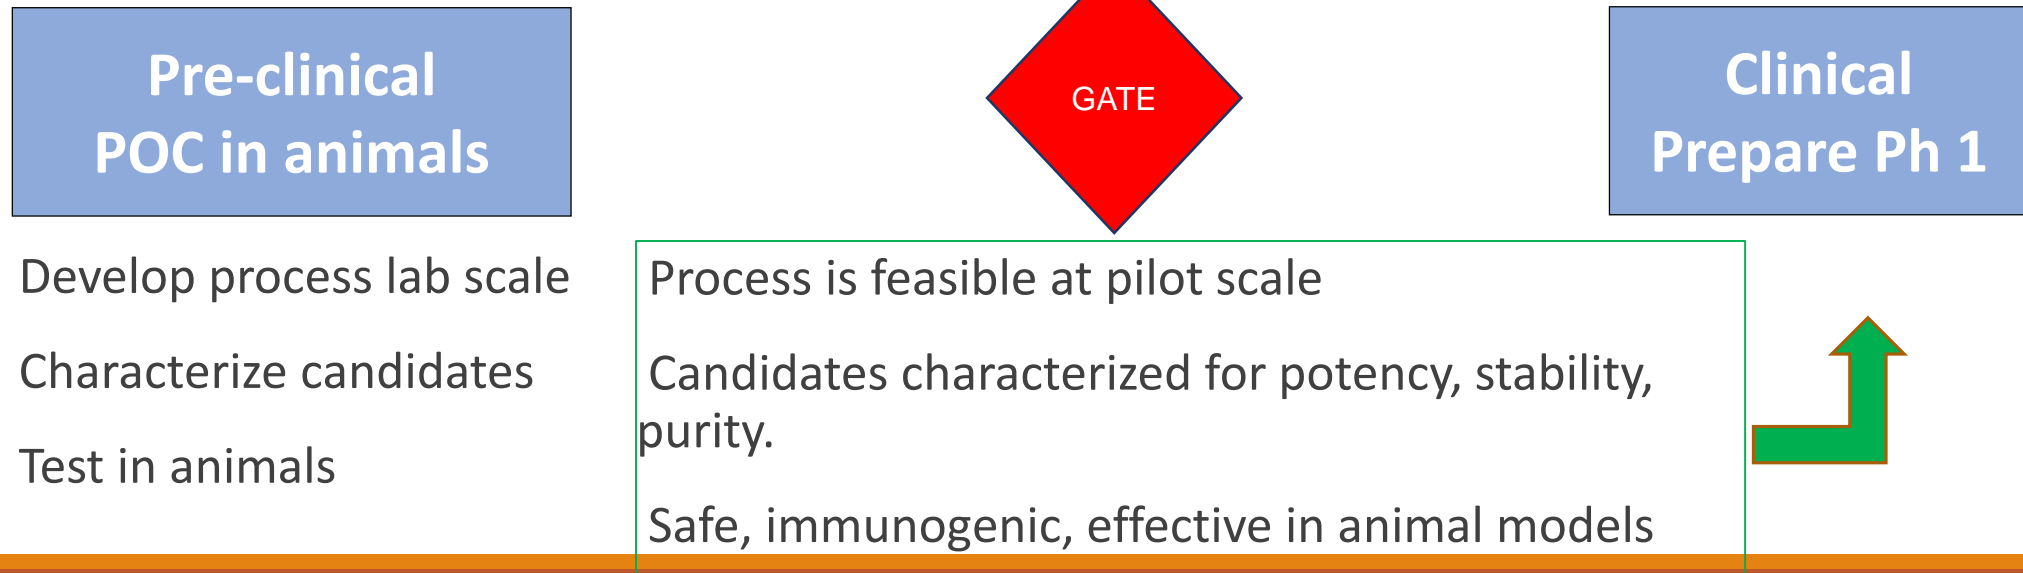 Pre-clinical
POC in animals
GATE
Clinical
Prepare Ph 1
Develop process lab scale
Characterize candidates
Test in animals
Process is feasible at pilot scale
Candidates characterized for potency, stability,
purity.
Safe, immunogenic, effective in animal models